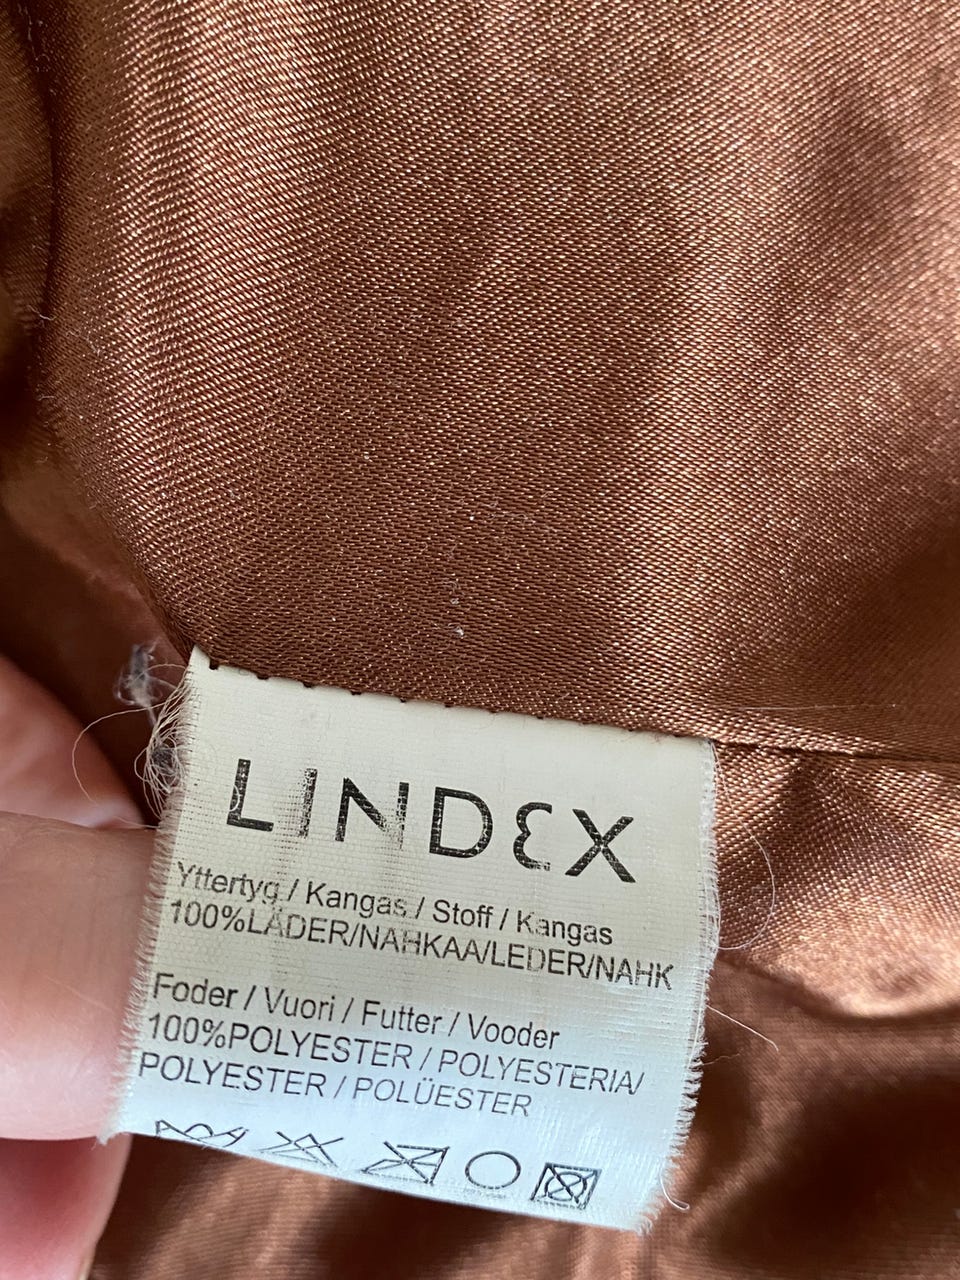 LINDEX
Yttertyg / Kangas / Stoff / Kangas
100%LÄDER/NAHKAA/LEDER/NAHK
Foder / Vuori / Futter / Vooder
100%POLYESTER / POLYESTERIA/
POLYESTER / POLÜESTER